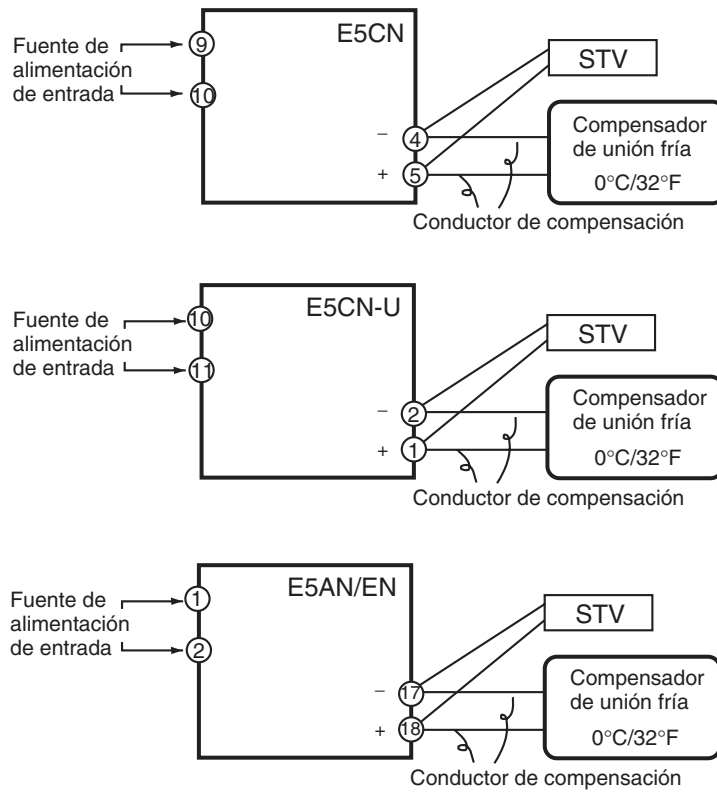 E5CN
Fuente de
alimentación
de entrada
9
10
STV
−
4
+
5
Compensador
de unión fría
0°C/32°F
Conductor de compensación
E5CN-U
Fuente de
alimentación
de entrada
10
11
STV
−
2
+
1
Compensador
de unión fría
0°C/32°F
Conductor de compensación
E5AN/EN
Fuente de
alimentación
de entrada
1
2
STV
−
17
+
18
Compensador
de unión fría
0°C/32°F
Conductor de compensación